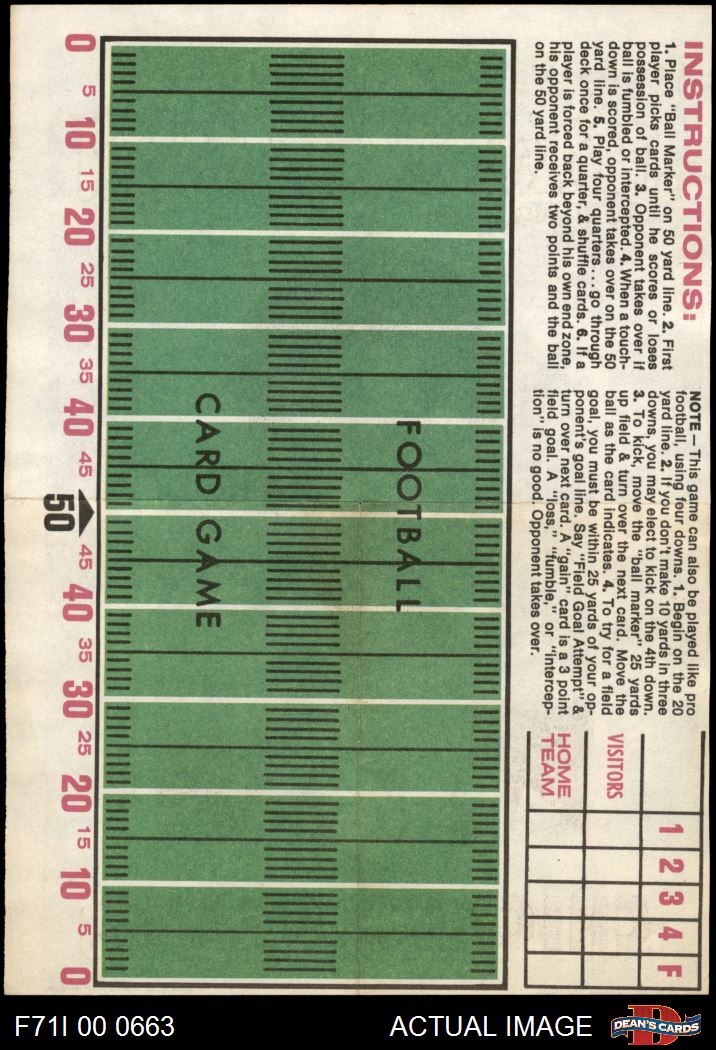 INSTRUCTIONS:
1. Place "Ball Marker" on 50 yard line. 2. First
player picks cards until he scores or loses
possession of ball. 3. Opponent takes over if
ball is fumbled or intercepted. 4. When a touch-
down is scored, opponent takes over on the 50
yard line. 5. Play four quarters... go through
deck once for a quarter, & shuffle cards. 6. If a
player is forced back beyond his own end zone,
his opponent receives two points and the ball
on the 50 yard line.
NOTE — This game can also be played like pro
football, using four downs. 1. Begin on the 20
yard line. 2. If you don't make 10 yards in three
downs, you may elect to kick on the 4th down.
3. To kick, move the "ball marker" 25 yards
up field & turn over the next card. Move the
ball as the card indicates. 4. To try for a field
goal, you must be within 25 yards of your op-
ponent's goal line. Say "Field Goal Attempt" &
turn over next card. A "gain" card is a 3 point
field goal. A "loss," "fumble," or "intercep-
tion" is no good. Opponent takes over.
1 2 3 4 F
VISITORS
HOME
TEAM
FOOTBALL
CARD GAME
0 5 10 15 20 25 30 35 40 45 50 45 40 35 30 25 20 15 10 5 0
F71I 00 0663
ACTUAL IMAGE
D
DEAN'S CARDS